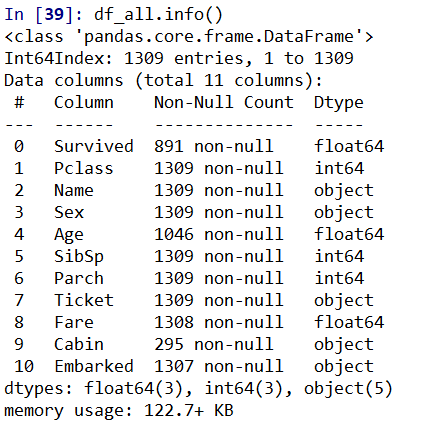 In [39]: df_all.info()
<class 'pandas.core.frame.DataFrame'>
Int64Index: 1309 entries, 1 to 1309
Data columns (total 11 columns):
 #   Column    Non-Null Count  Dtype
---  ------    --------------  -----
 0   Survived  891 non-null    float64
 1   Pclass    1309 non-null   int64
 2   Name      1309 non-null   object
 3   Sex       1309 non-null   object
 4   Age       1046 non-null   float64
 5   SibSp     1309 non-null   int64
 6   Parch     1309 non-null   int64
 7   Ticket    1309 non-null   object
 8   Fare      1308 non-null   float64
 9   Cabin     295 non-null    object
 10  Embarked  1307 non-null   object
dtypes: float64(3), int64(3), object(5)
memory usage: 122.7+ KB